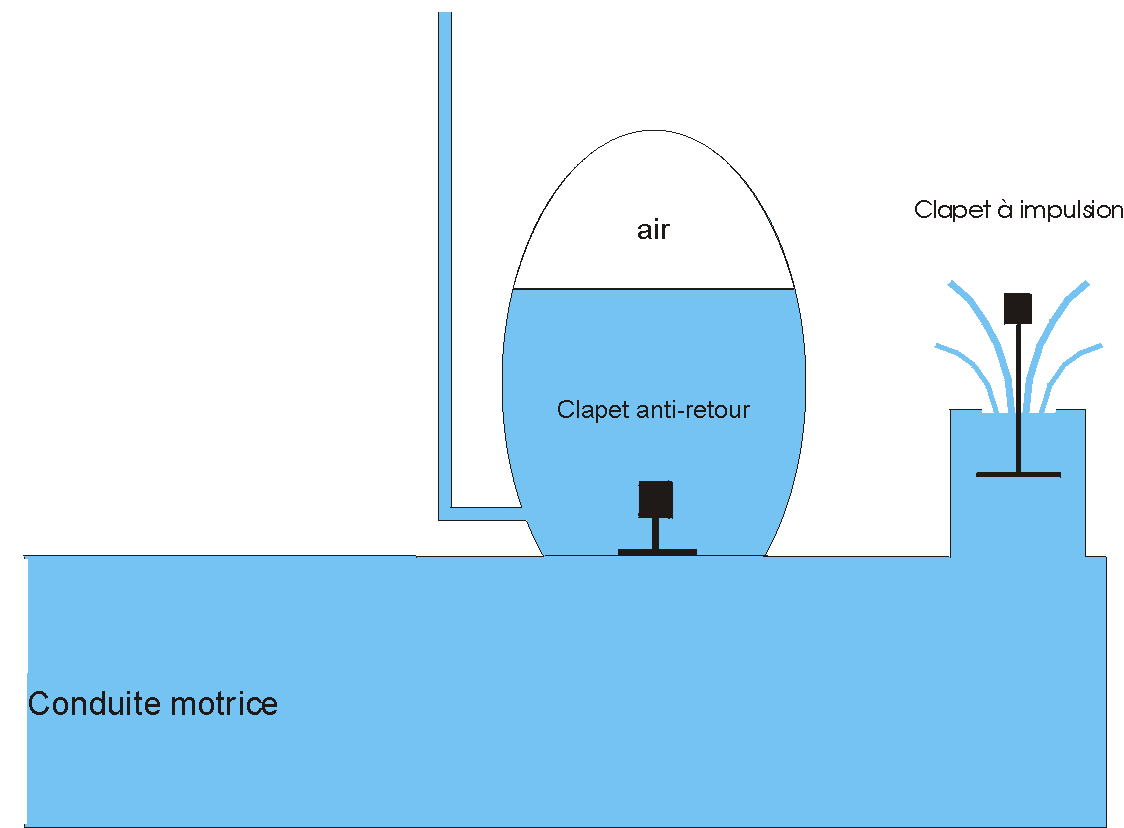 Clapet à impulsion
air
Clapet anti-retour
Conduite motrice